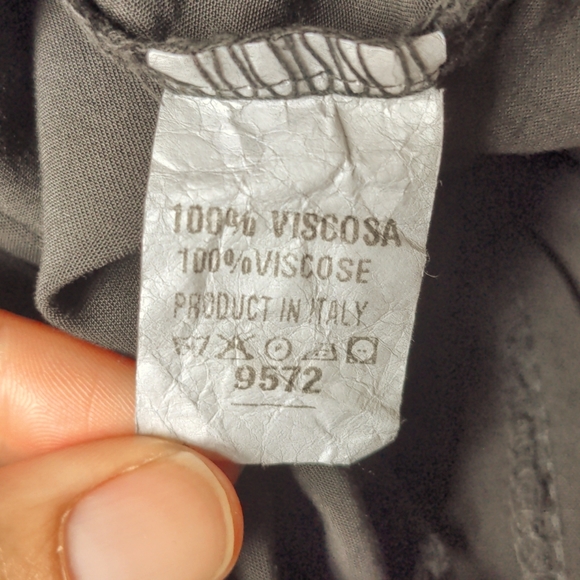 100% VISCOSA
100% VISCOSE
PRODUCT IN ITALY
9572